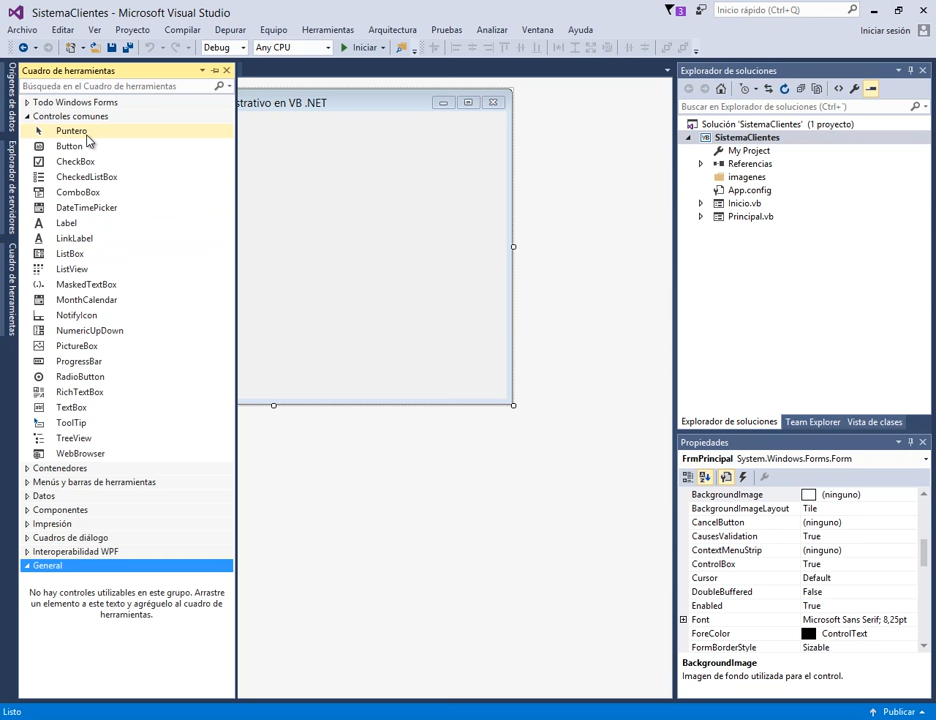 SistemaClientes - Microsoft Visual Studio
3
Inicio rápido (Ctrl+Q)
Archivo Editar Ver Proyecto Compilar Depurar Equipo Herramientas Arquitectura Pruebas Analizar Ventana Ayuda
Iniciar sesión
Debug Any CPU Iniciar
Orígenes de datos
Explorador de servidores
Cuadro de herramientas
Cuadro de herramientas
Búsqueda en el Cuadro de herramientas
Todo Windows Forms
Controles comunes
Puntero
Button
CheckBox
CheckedListBox
ComboBox
DateTimePicker
Label
LinkLabel
ListBox
ListView
MaskedTextBox
MonthCalendar
NotifyIcon
NumericUpDown
PictureBox
ProgressBar
RadioButton
RichTextBox
TextBox
ToolTip
TreeView
WebBrowser
Contenedores
Menús y barras de herramientas
Datos
Componentes
Impresión
Cuadros de diálogo
Interoperabilidad WPF
General
No hay controles utilizables en este grupo. Arrastre
un elemento a este texto y agréguelo al cuadro de
herramientas.
strativo en VB .NET
Explorador de soluciones
Buscar en Explorador de soluciones (Ctrl+´)
Solución 'SistemaClientes' (1 proyecto)
VB SistemaClientes
My Project
Referencias
imagenes
App.config
Inicio.vb
Principal.vb
Explorador de soluciones Team Explorer Vista de clases
Propiedades
FrmPrincipal System.Windows.Forms.Form
BackgroundImage (ninguno)
BackgroundImageLayout Tile
CancelButton (ninguno)
CausesValidation True
ContextMenuStrip (ninguno)
ControlBox True
Cursor Default
DoubleBuffered False
Enabled True
Font Microsoft Sans Serif; 8,25pt
ForeColor ControlText
FormBorderStyle Sizable
BackgroundImage
Imagen de fondo utilizada para el control.
Listo
Publicar